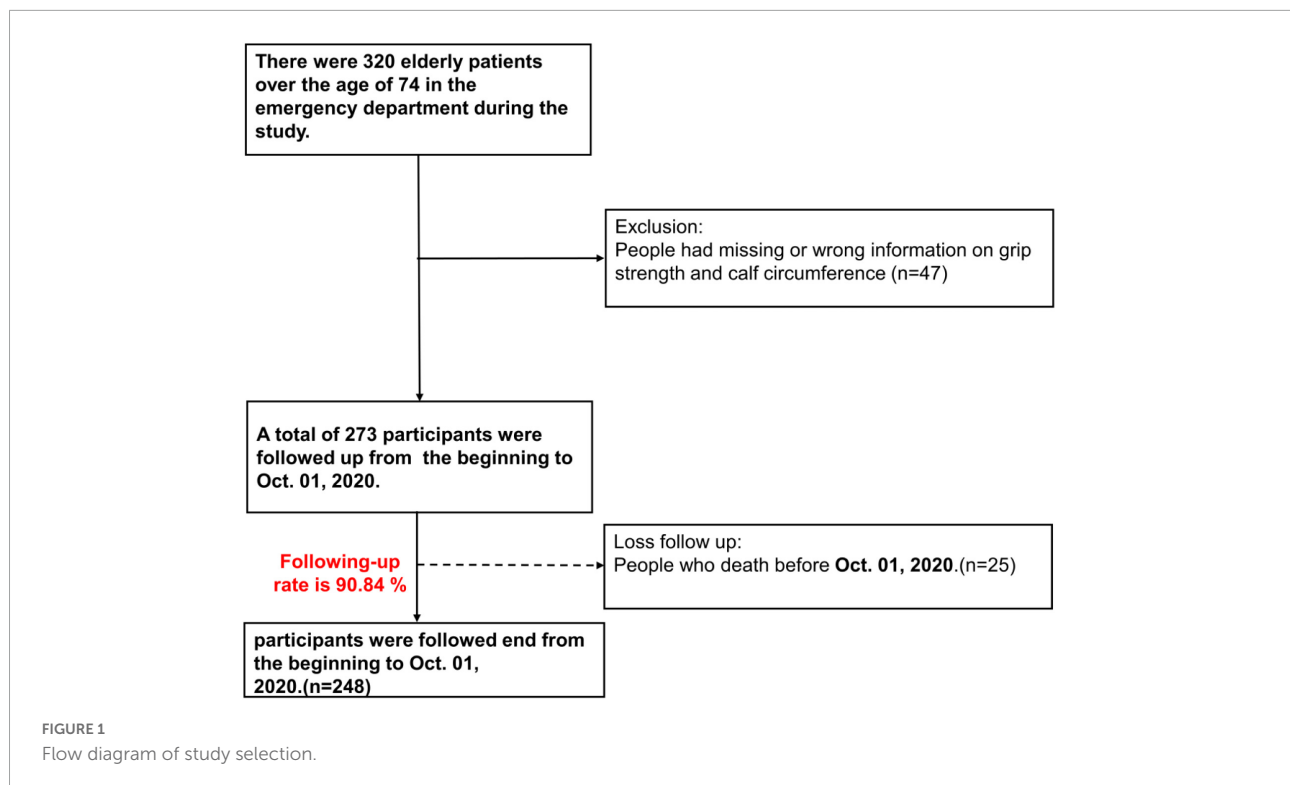 There were 320 elderly patients
over the age of 74 in the
emergency department during the
study.
Exclusion:
People had missing or wrong information on grip
strength and calf circumference (n=47)
A total of 273 participants were
followed up from the beginning to
Oct. 01, 2020.
Following-up
rate is 90.84 %
Loss follow up:
People who death before Oct. 01, 2020.(n=25)
participants were followed end from
the beginning to Oct. 01,
2020.(n=248)
FIGURE 1
Flow diagram of study selection.